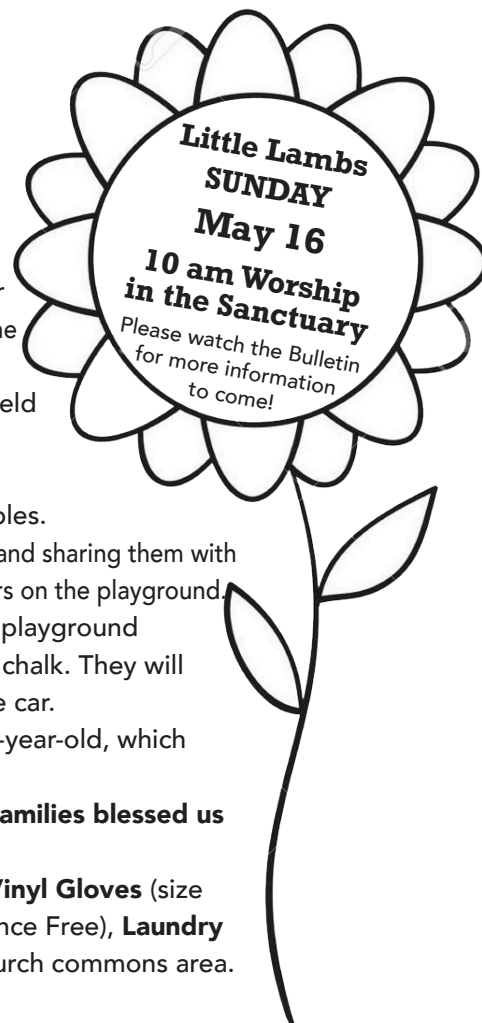 Little Lambs
SUNDAY
May 16
10 am Worship
in the Sanctuary
Please watch the Bulletin
for more information
to come!
r
ne
eld
ples.
and sharing them with
rs on the playground.
playground
chalk. They will
e car.
-year-old, which
amilies blessed us
Vinyl Gloves (size
nce Free), Laundry
urch commons area.